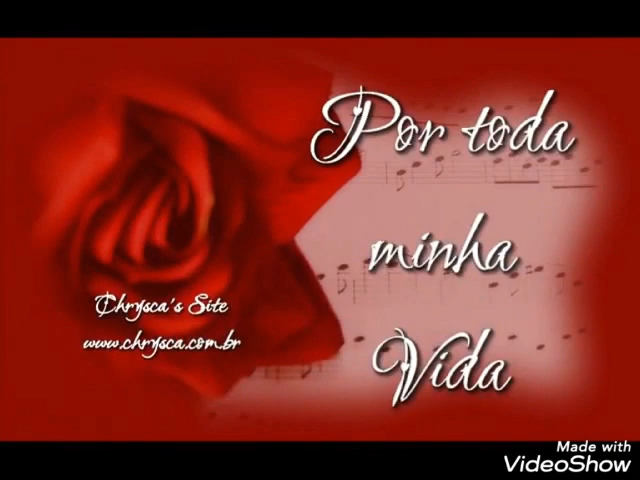 Por toda
minha
Vida
Chrysca's Site
www.chrysca.com.br
Made with
VideoShow